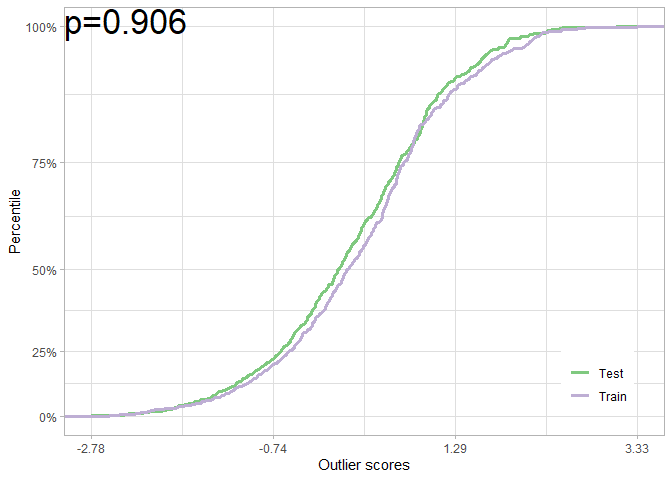 p=0.906
100%
75%
50%
25%
0%
Percentile
-2.78
-0.74
1.29
3.33
Outlier scores
Test
Train